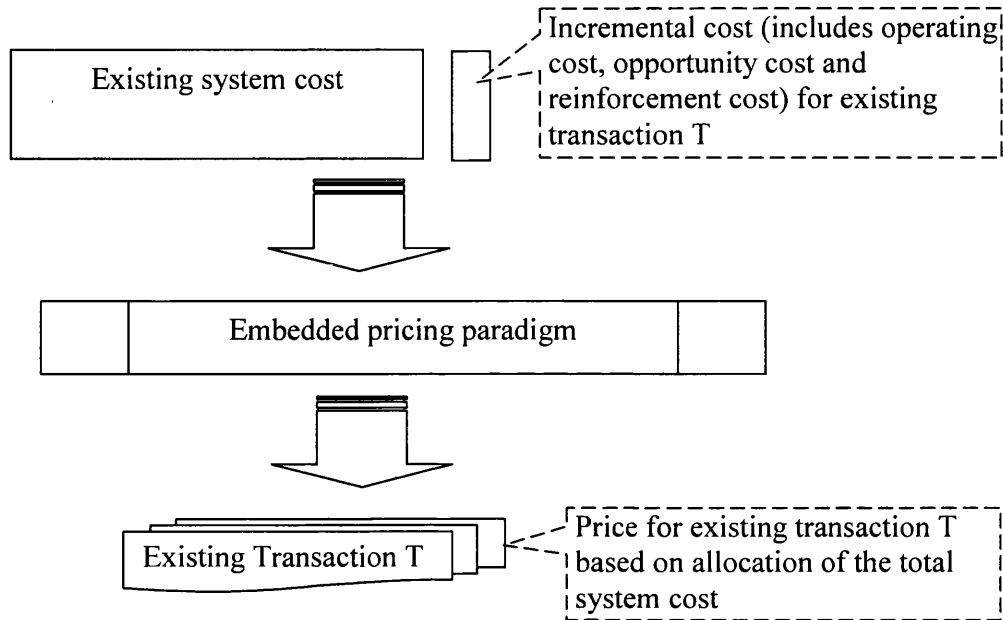 Existing system cost
Incremental cost (includes operating
cost, opportunity cost and
reinforcement cost) for existing
transaction T
Embedded pricing paradigm
Existing Transaction T
Price for existing transaction T
based on allocation of the total
system cost